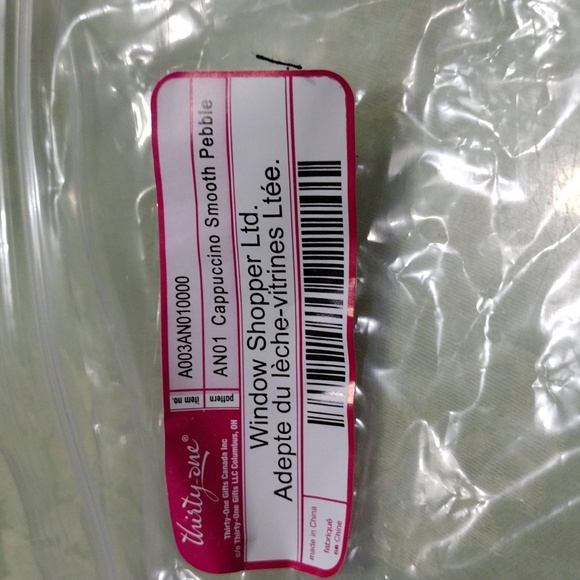 thirty-one®
Thirty-One Gifts Canada Inc
c/o Thirty-One Gifts LLC Columbus, OH
item no. A003AN010000
pattern AN01 Cappuccino Smooth Pebble
Window Shopper Ltd.
Adepte du lèche-vitrines Ltée.
made in China
fabriqué
en Chine